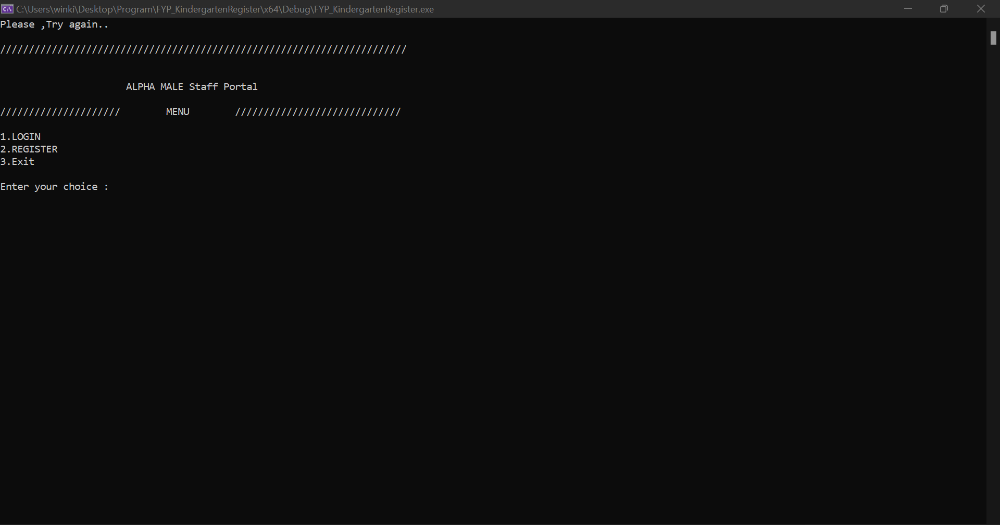 C:\Users\winki\Desktop\Program\FYP_KindergartenRegister\x64\Debug\FYP_KindergartenRegister.exe
Please ,Try again..
///////////////////////////////////////////////////////////////////////
ALPHA MALE Staff Portal
/////////////////////        MENU        /////////////////////////////
1.LOGIN
2.REGISTER
3.Exit
Enter your choice :